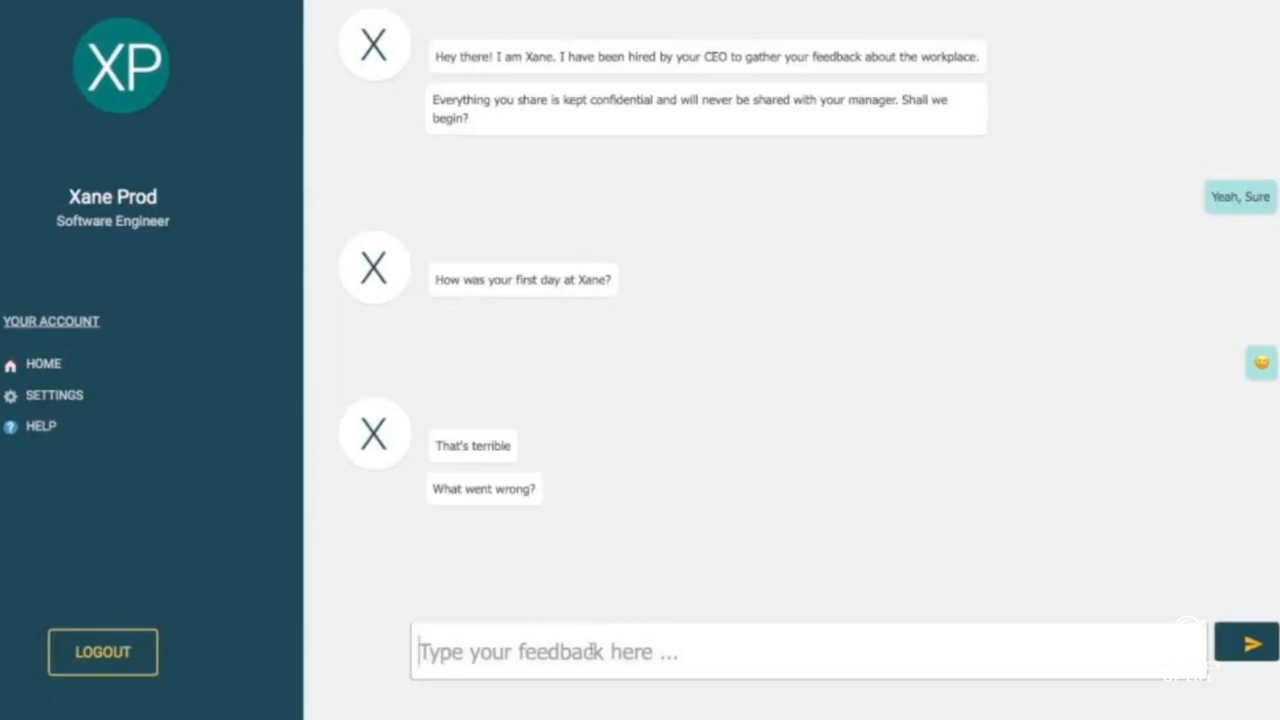 XP
Xane Prod
Software Engineer
YOUR ACCOUNT
HOME
SETTINGS
? HELP
LOGOUT
X
Hey there! I am Xane. I have been hired by your CEO to gather your feedback about the workplace.
Everything you share is kept confidential and will never be shared with your manager. Shall we
begin?
Yeah, Sure
X
How was your first day at Xane?
😄
X
That's terrible
What went wrong?
Type your feedback here ...